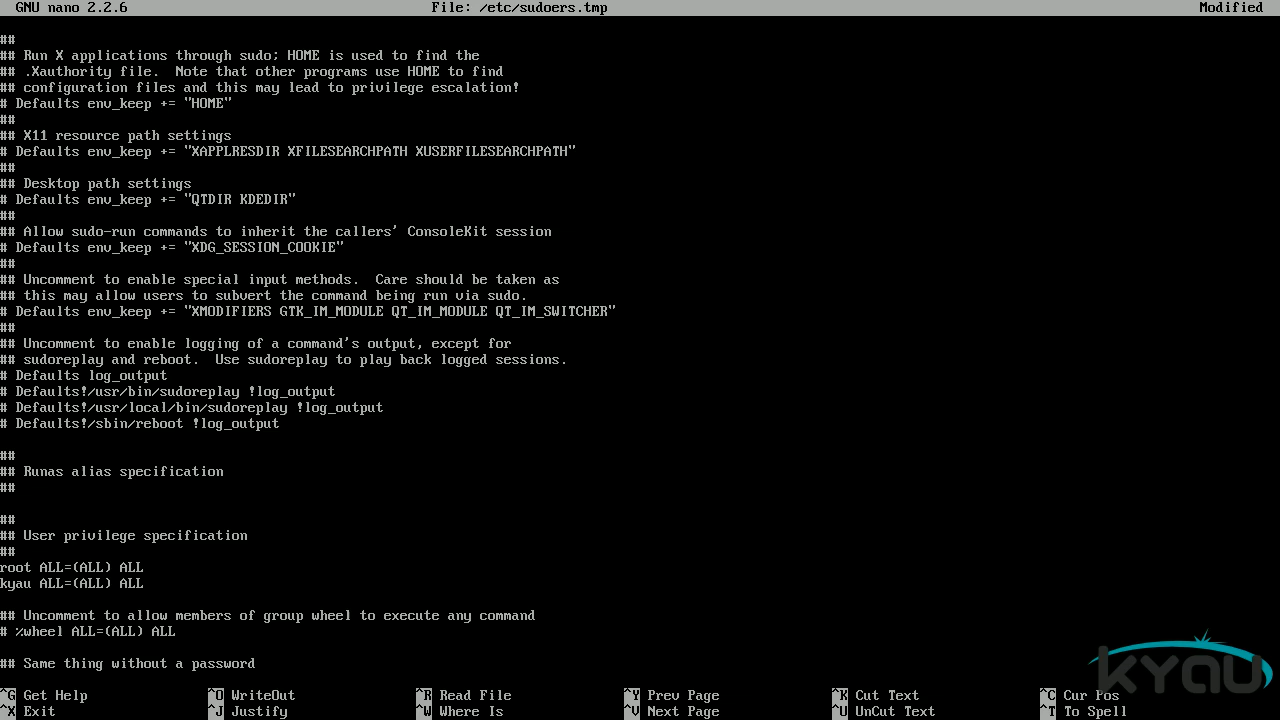 GNU nano 2.2.6 File: /etc/sudoers.tmp Modified
##
## Run X applications through sudo; HOME is used to find the
## .Xauthority file.  Note that other programs use HOME to find
## configuration files and this may lead to privilege escalation!
# Defaults env_keep += "HOME"
##
## X11 resource path settings
# Defaults env_keep += "XAPPLRESDIR XFILESEARCHPATH XUSERFILESEARCHPATH"
##
## Desktop path settings
# Defaults env_keep += "QTDIR KDEDIR"
##
## Allow sudo-run commands to inherit the callers' ConsoleKit session
# Defaults env_keep += "XDG_SESSION_COOKIE"
##
## Uncomment to enable special input methods.  Care should be taken as
## this may allow users to subvert the command being run via sudo.
# Defaults env_keep += "XMODIFIERS GTK_IM_MODULE QT_IM_MODULE QT_IM_SWITCHER"
##
## Uncomment to enable logging of a command's output, except for
## sudoreplay and reboot.  Use sudoreplay to play back logged sessions.
# Defaults log_output
# Defaults!/usr/bin/sudoreplay !log_output
# Defaults!/usr/local/bin/sudoreplay !log_output
# Defaults!/sbin/reboot !log_output
##
## Runas alias specification
##
##
## User privilege specification
##
root ALL=(ALL) ALL
kyau ALL=(ALL) ALL
## Uncomment to allow members of group wheel to execute any command
# %wheel ALL=(ALL) ALL
## Same thing without a password
kyau
^G Get Help ^O WriteOut ^R Read File ^Y Prev Page ^K Cut Text ^C Cur Pos
^X Exit ^J Justify ^W Where Is ^V Next Page ^U UnCut Text ^T To Spell